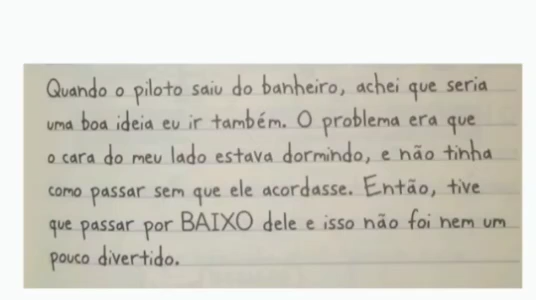 Quando o piloto saiu do banheiro, achei que seria
uma boa ideia eu ir também. O problema era que
o cara do meu lado estava dormindo, e não tinha
como passar sem que ele acordasse. Então, tive
que passar por BAIXO dele e isso não foi nem um
pouco divertido.